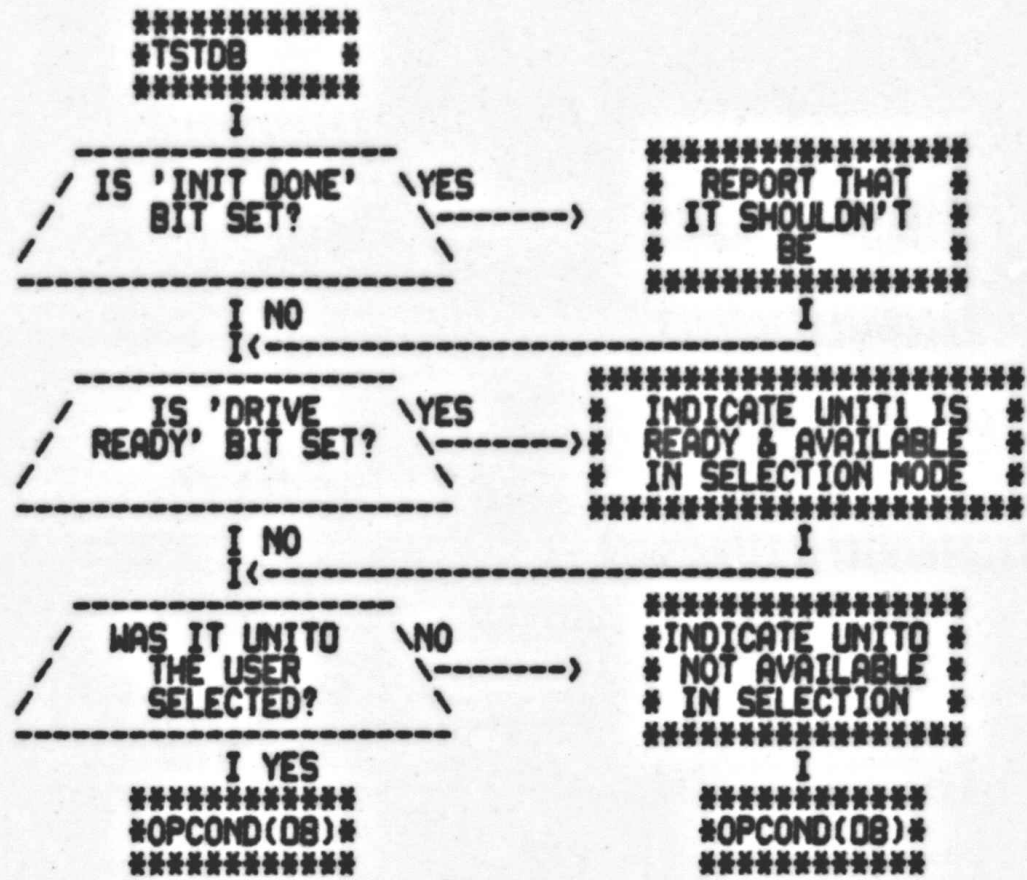 TSTDB
IS 'INIT DONE' BIT SET?
YES
REPORT THAT
IT SHOULDN'T
BE
NO
IS 'DRIVE
READY' BIT SET?
YES
INDICATE UNIT1 IS
READY & AVAILABLE
IN SELECTION MODE
NO
WAS IT UNIT0
THE USER
SELECTED?
NO
INDICATE UNIT0
NOT AVAILABLE
IN SELECTION
YES
OPCOND(DB)
OPCOND(DB)